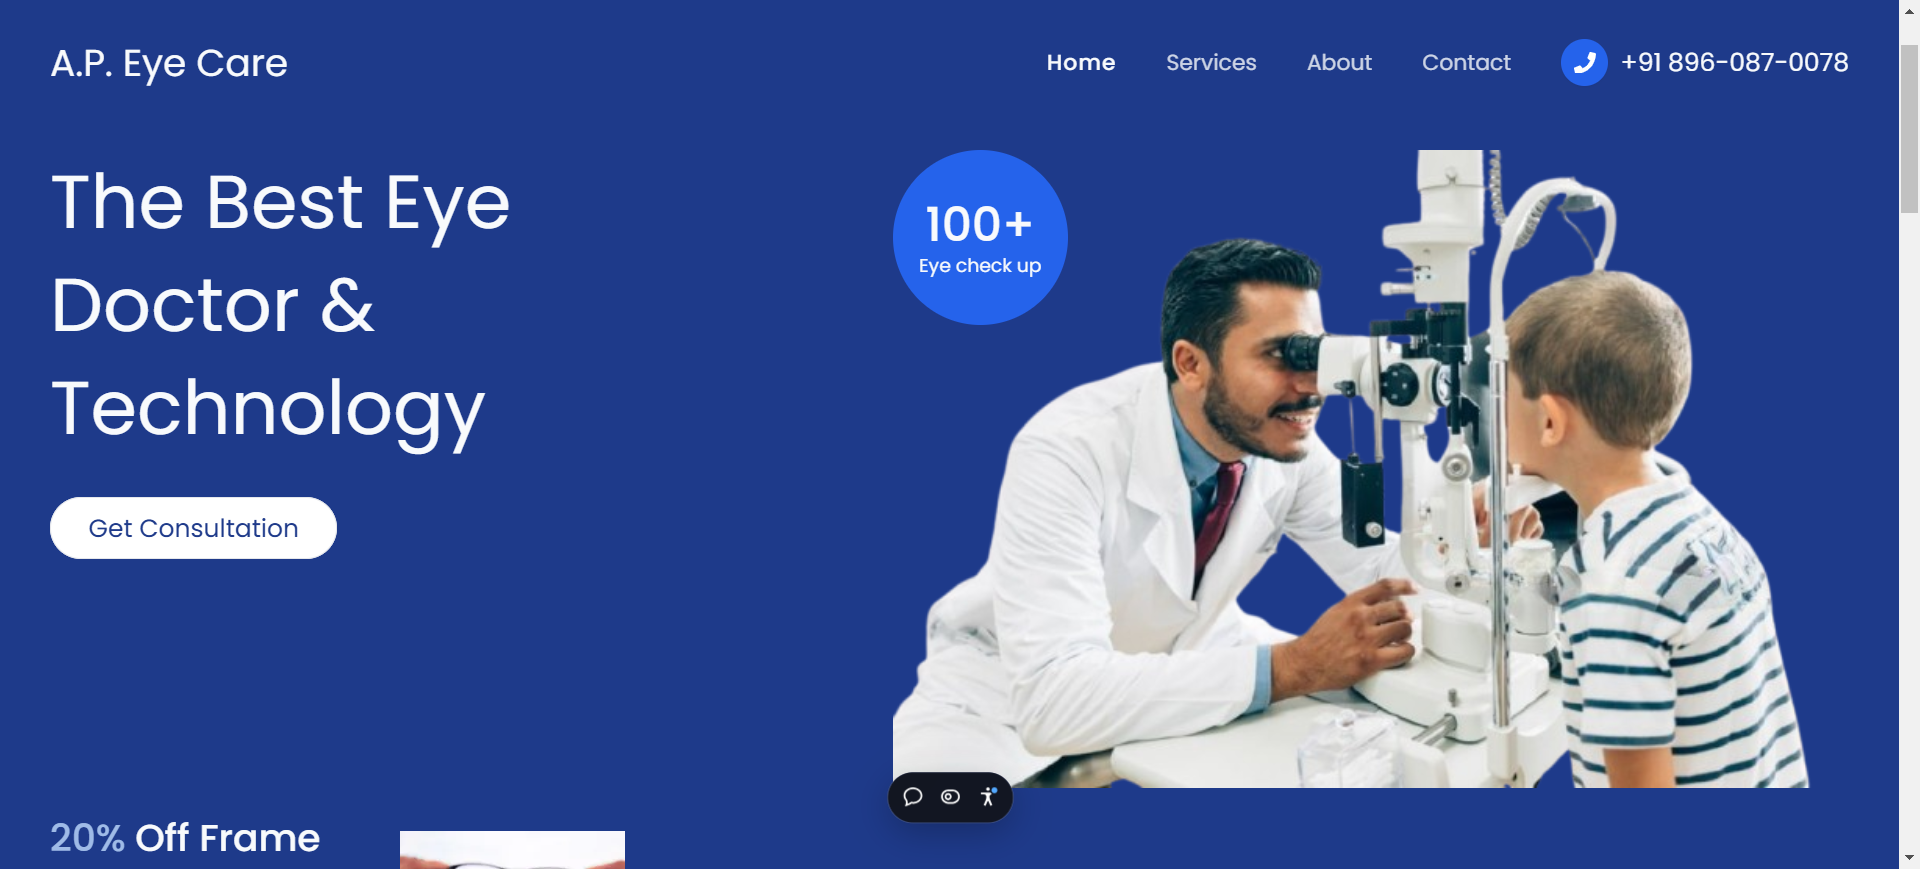 A.P. Eye Care
Home Services About Contact +91 896-087-0078
The Best Eye
Doctor &
Technology
100+
Eye check up
Get Consultation
20% Off Frame